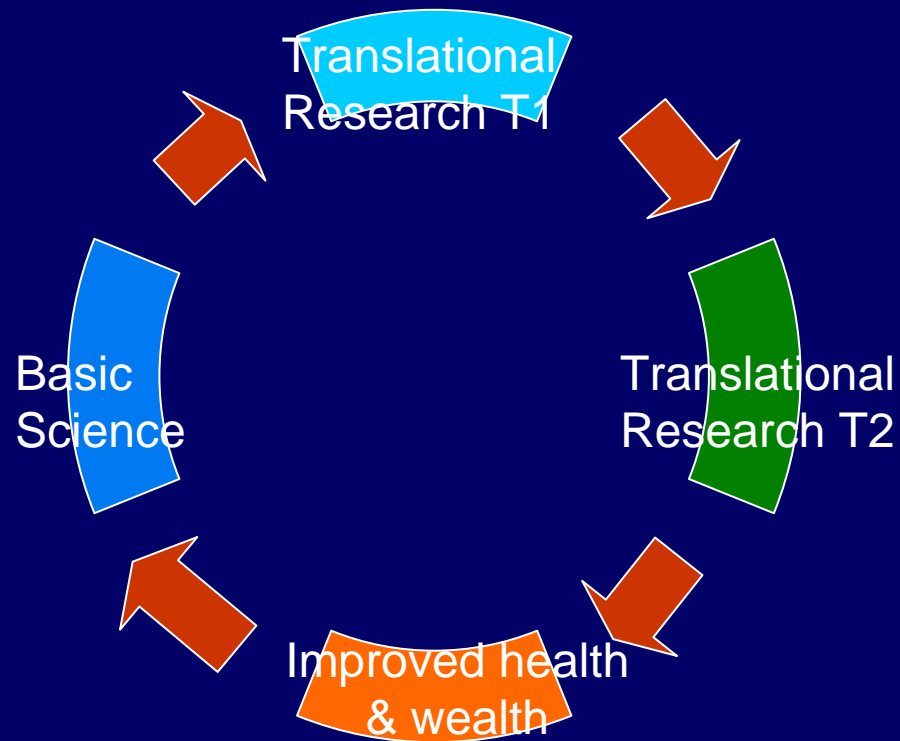 Translational
Research T1
Basic
Science
Translational
Research T2
Improved health
& wealth